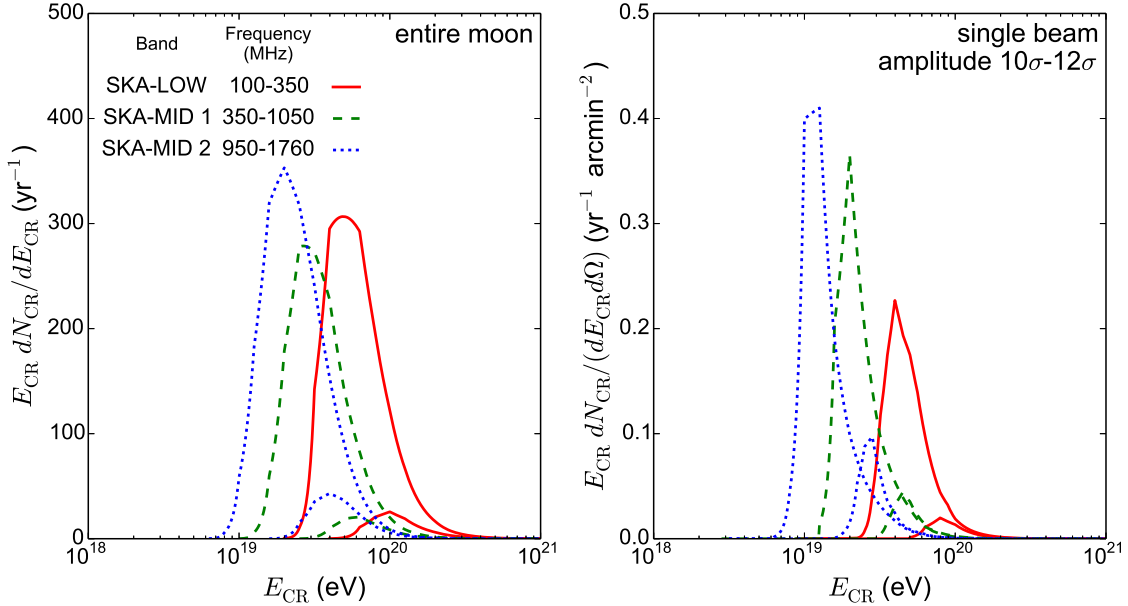 entire moon
Band Frequency (MHz)
SKA-LOW 100-350
SKA-MID 1 350-1050
SKA-MID 2 950-1760
500
400
300
200
100
0
10^18 10^19 10^20 10^21
E_CR dN_CR/dE_CR (yr^−1)
E_CR (eV)
single beam
amplitude 10σ-12σ
0.5
0.4
0.3
0.2
0.1
0.0
10^18 10^19 10^20 10^21
E_CR dN_CR/(dE_CR dΩ) (yr^−1 arcmin^−2)
E_CR (eV)